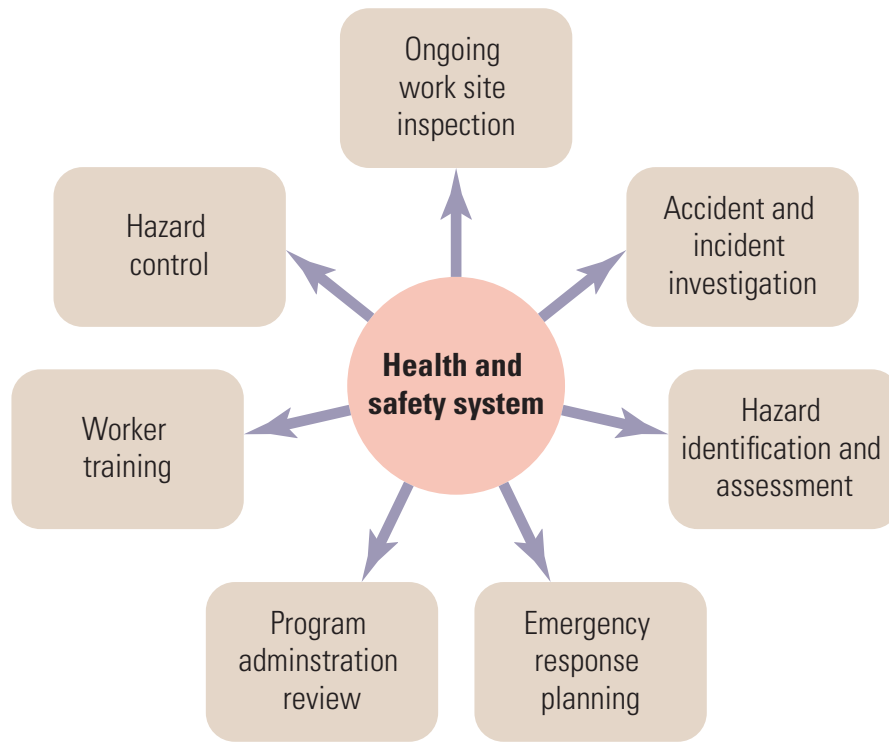 Ongoing
work site
inspection
Accident and
incident
investigation
Hazard
control
Health and
safety system
Worker
training
Hazard
identification and
assessment
Program
adminstration
review
Emergency
response
planning